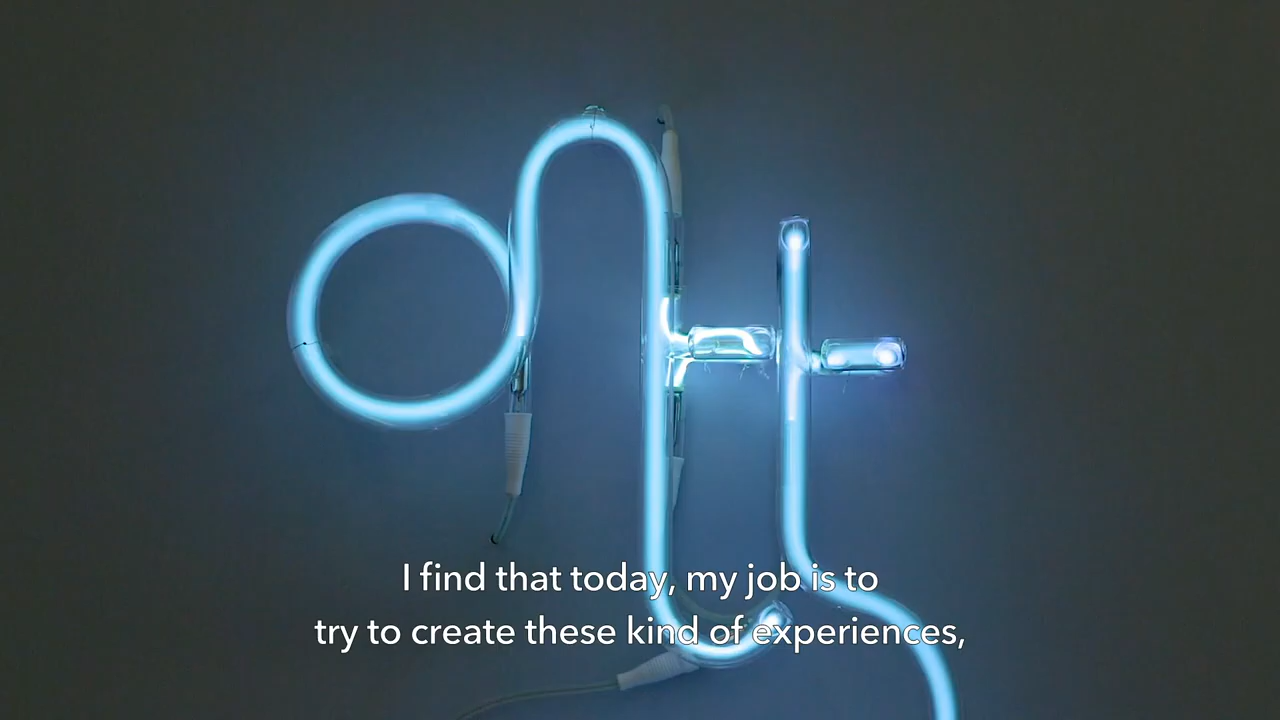 I find that today, my job is to
try to create these kind of experiences,